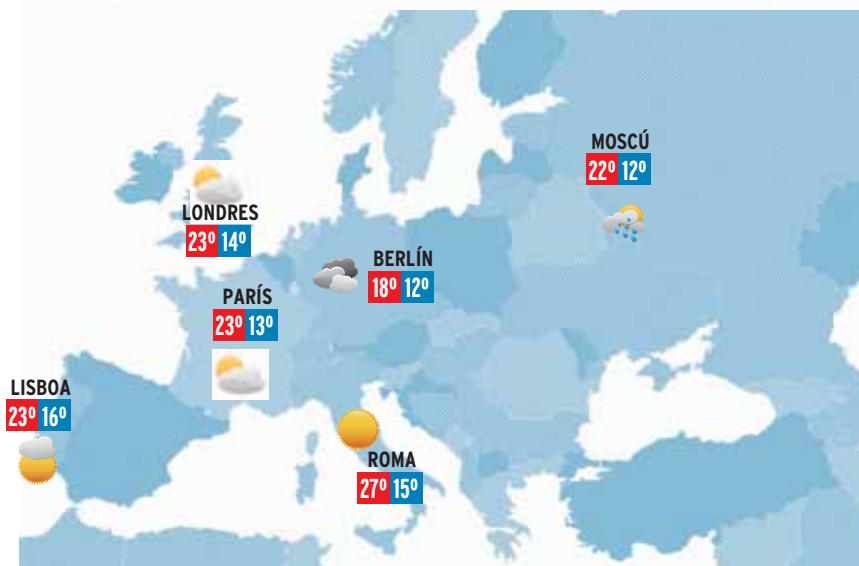 MOSCÚ
22º 12º
LONDRES
23º 14º
BERLÍN
18º 12º
PARÍS
23º 13º
LISBOA
23º 16º
ROMA
27º 15º